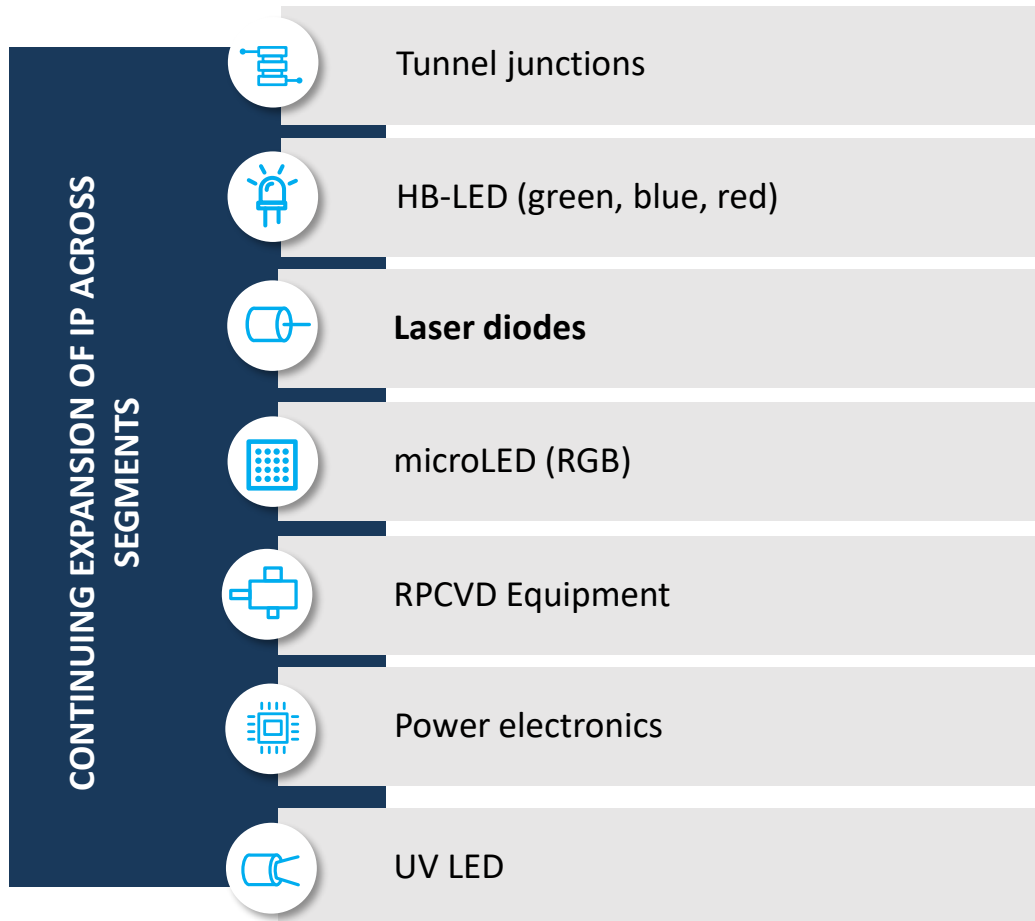 CONTINUING EXPANSION OF IP ACROSS
SEGMENTS
Tunnel junctions
HB-LED (green, blue, red)
Laser diodes
microLED (RGB)
RPCVD Equipment
Power electronics
UV LED